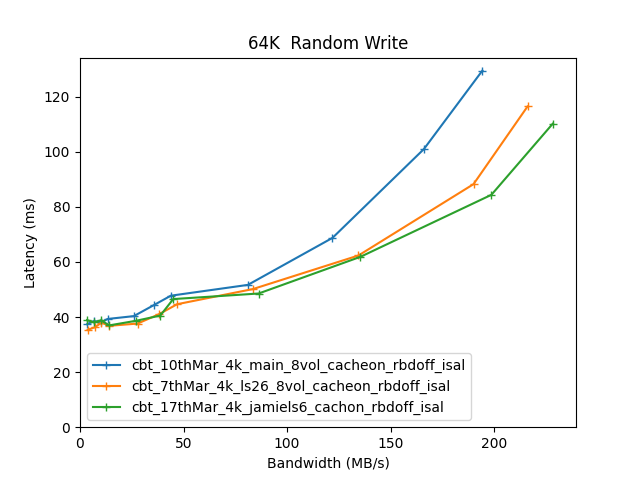 64K  Random Write
Latency (ms)
120
100
80
60
40
20
0
0 50 100 150 200
Bandwidth (MB/s)
cbt_10thMar_4k_main_8vol_cacheon_rbdoff_isal
cbt_7thMar_4k_ls26_8vol_cacheon_rbdoff_isal
cbt_17thMar_4k_jamiels6_cachon_rbdoff_isal